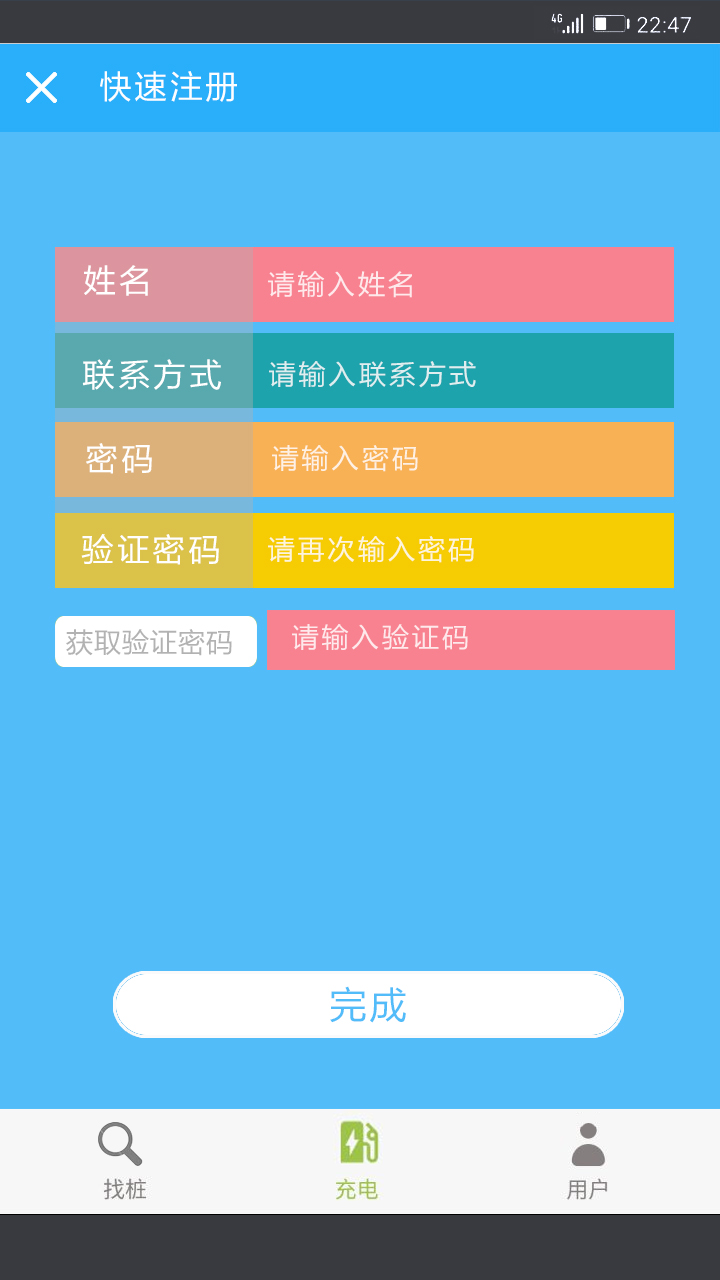 4G 22:47
快速注册
姓名 请输入姓名
联系方式 请输入联系方式
密码 请输入密码
验证密码 请再次输入密码
获取验证密码 请输入验证码
完成
找桩 充电 用户